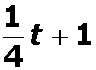 1/4 t + 1